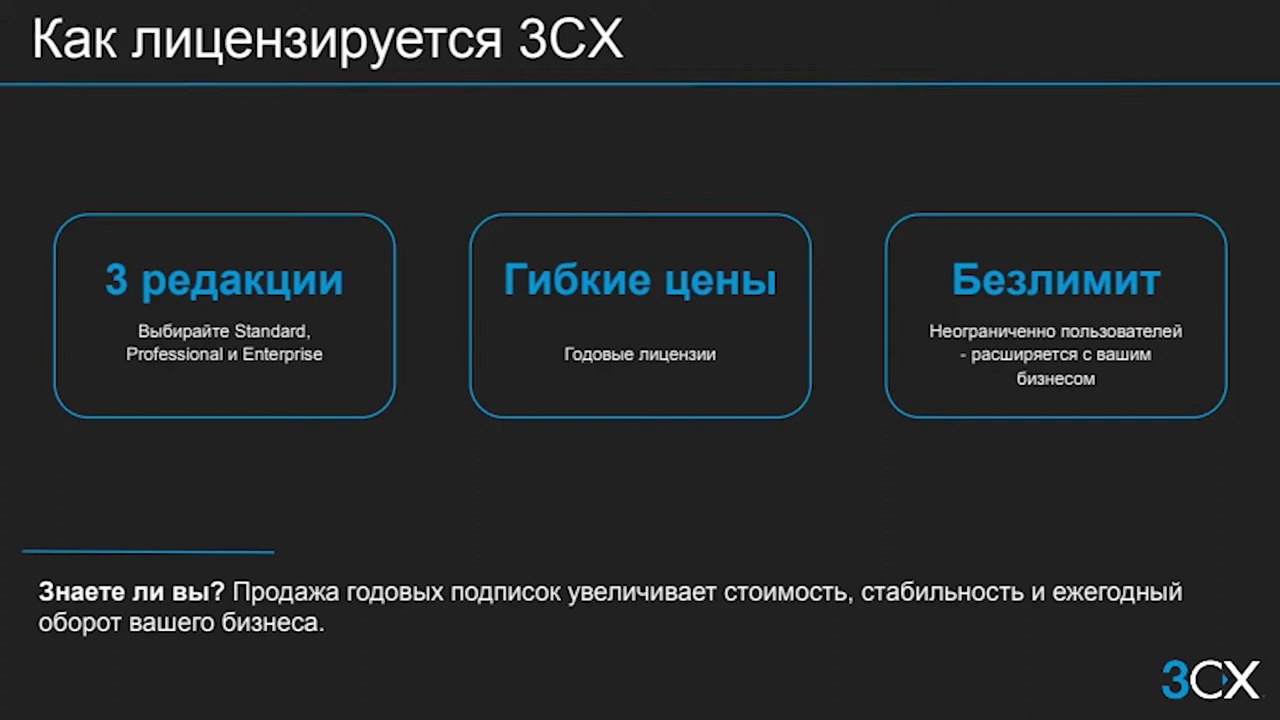 Как лицензируется 3CX
3 редакции
Выбирайте Standard,
Professional и Enterprise
Гибкие цены
Годовые лицензии
Безлимит
Неограниченно пользователей
- расширяется с вашим
бизнесом
Знаете ли вы? Продажа годовых подписок увеличивает стоимость, стабильность и ежегодный
оборот вашего бизнеса.
3CX